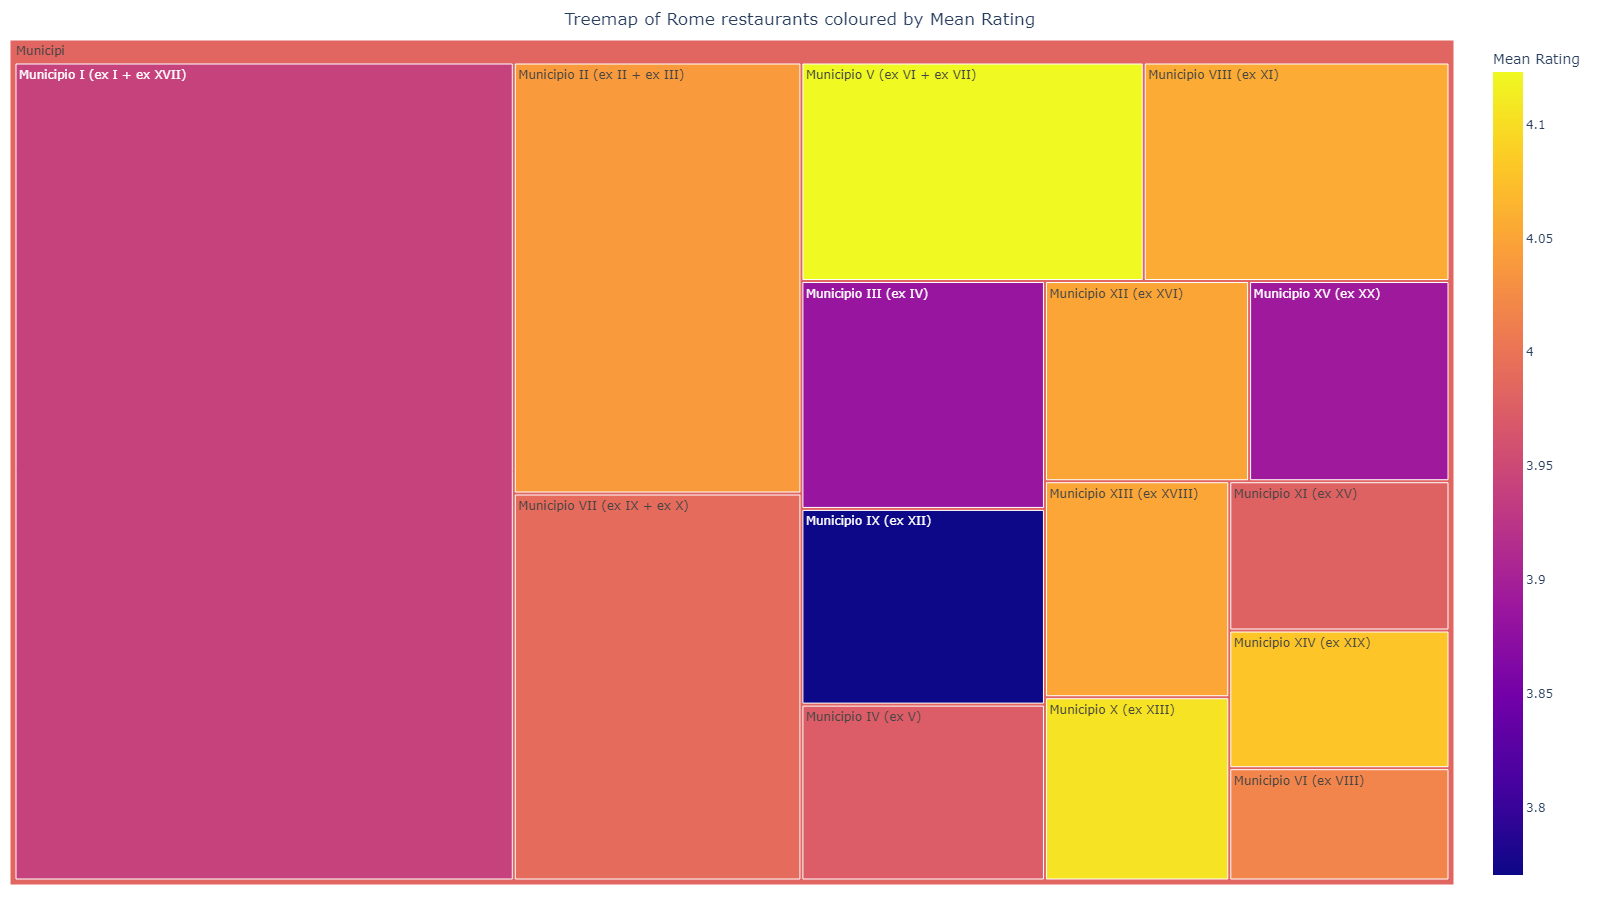 Treemap of Rome restaurants coloured by Mean Rating
Municipi
Municipio I (ex I + ex XVII)
Municipio II (ex II + ex III)
Municipio VII (ex IX + ex X)
Municipio V (ex VI + ex VII)
Municipio VIII (ex XI)
Municipio III (ex IV)
Municipio IX (ex XII)
Municipio IV (ex V)
Municipio XII (ex XVI)
Municipio XV (ex XX)
Municipio XIII (ex XVIII)
Municipio X (ex XIII)
Municipio XI (ex XV)
Municipio XIV (ex XIX)
Municipio VI (ex VIII)
Mean Rating
4.1
4.05
4
3.95
3.9
3.85
3.8